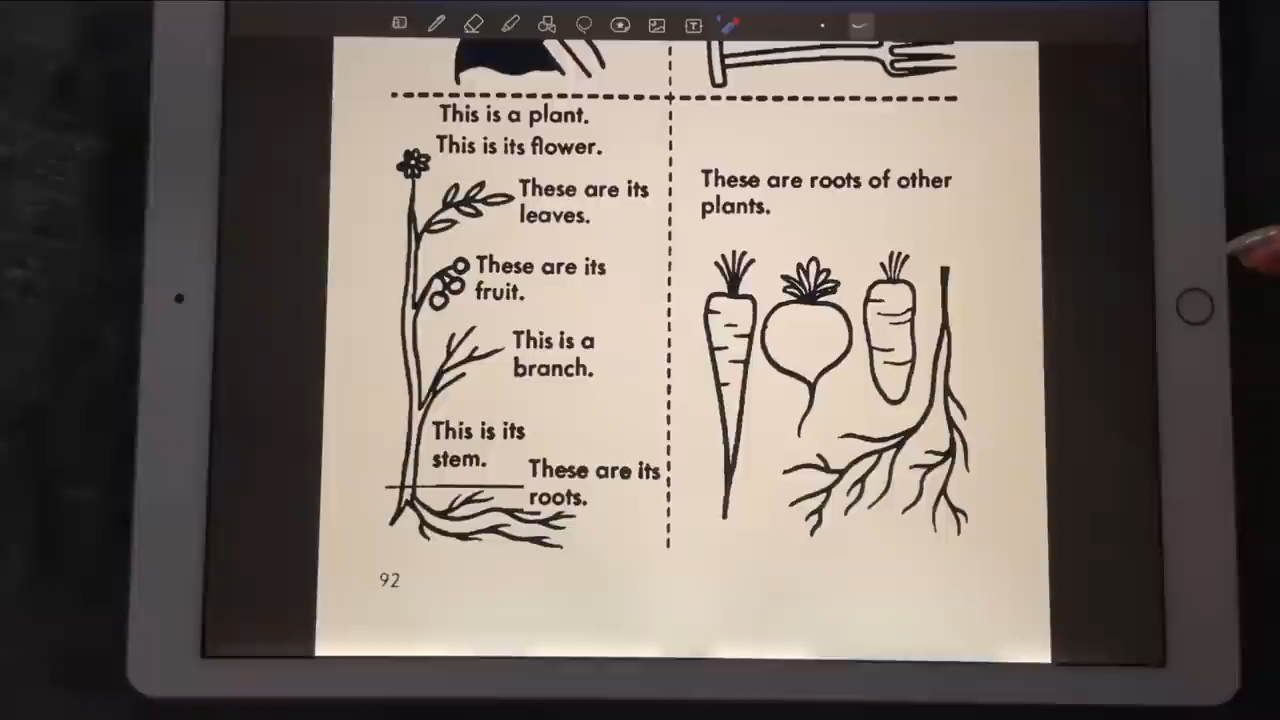 This is a plant.
This is its flower.
These are its
leaves.
These are its
fruit.
This is a
branch.
This is its
stem.
These are its
roots.
These are roots of other
plants.
92